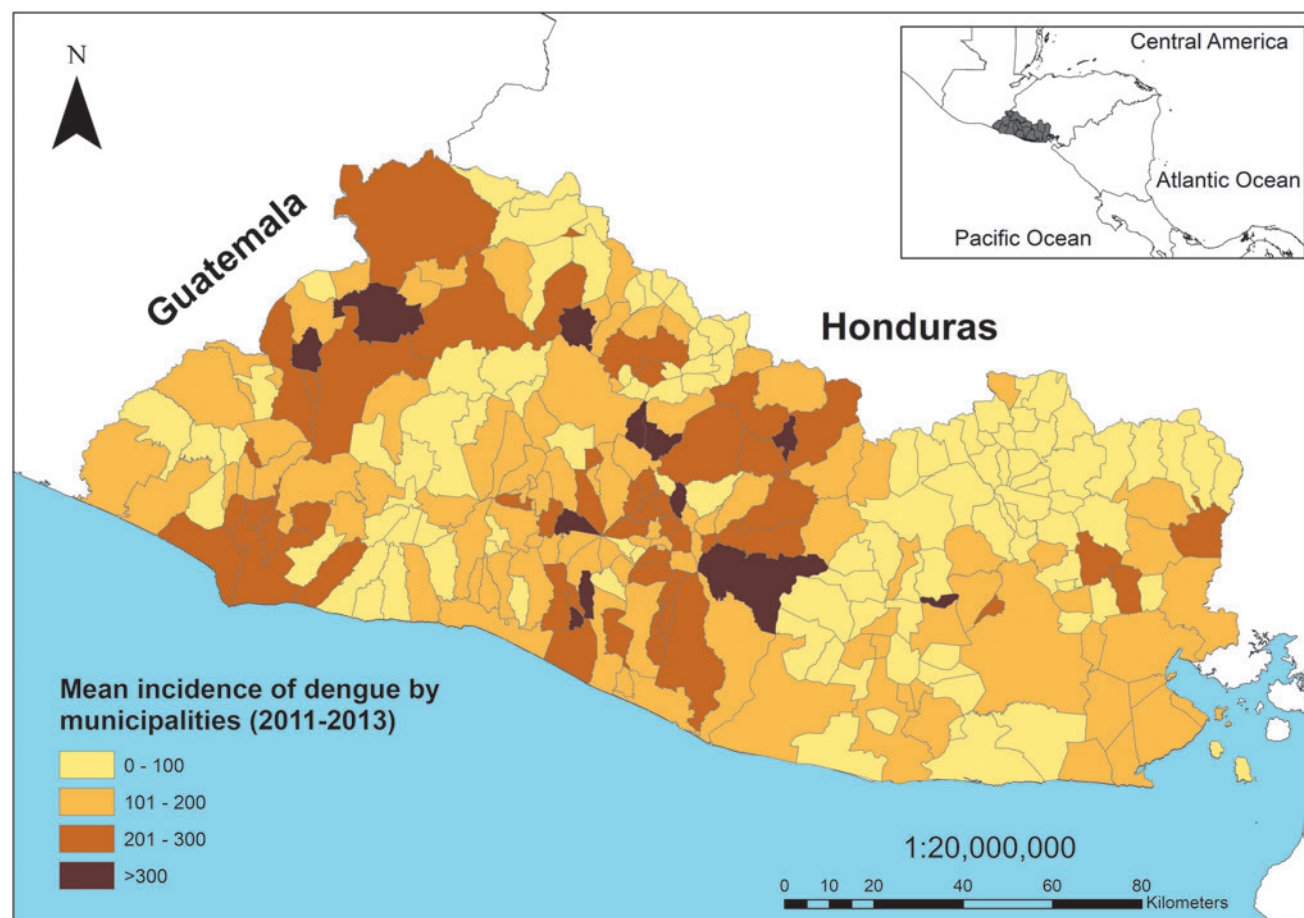 N
Central America
Atlantic Ocean
Pacific Ocean
Guatemala
Honduras
Mean incidence of dengue by
municipalities (2011-2013)
0 - 100
101 - 200
201 - 300
>300
1:20,000,000
0 5 10 20 40 60 80
Kilometers